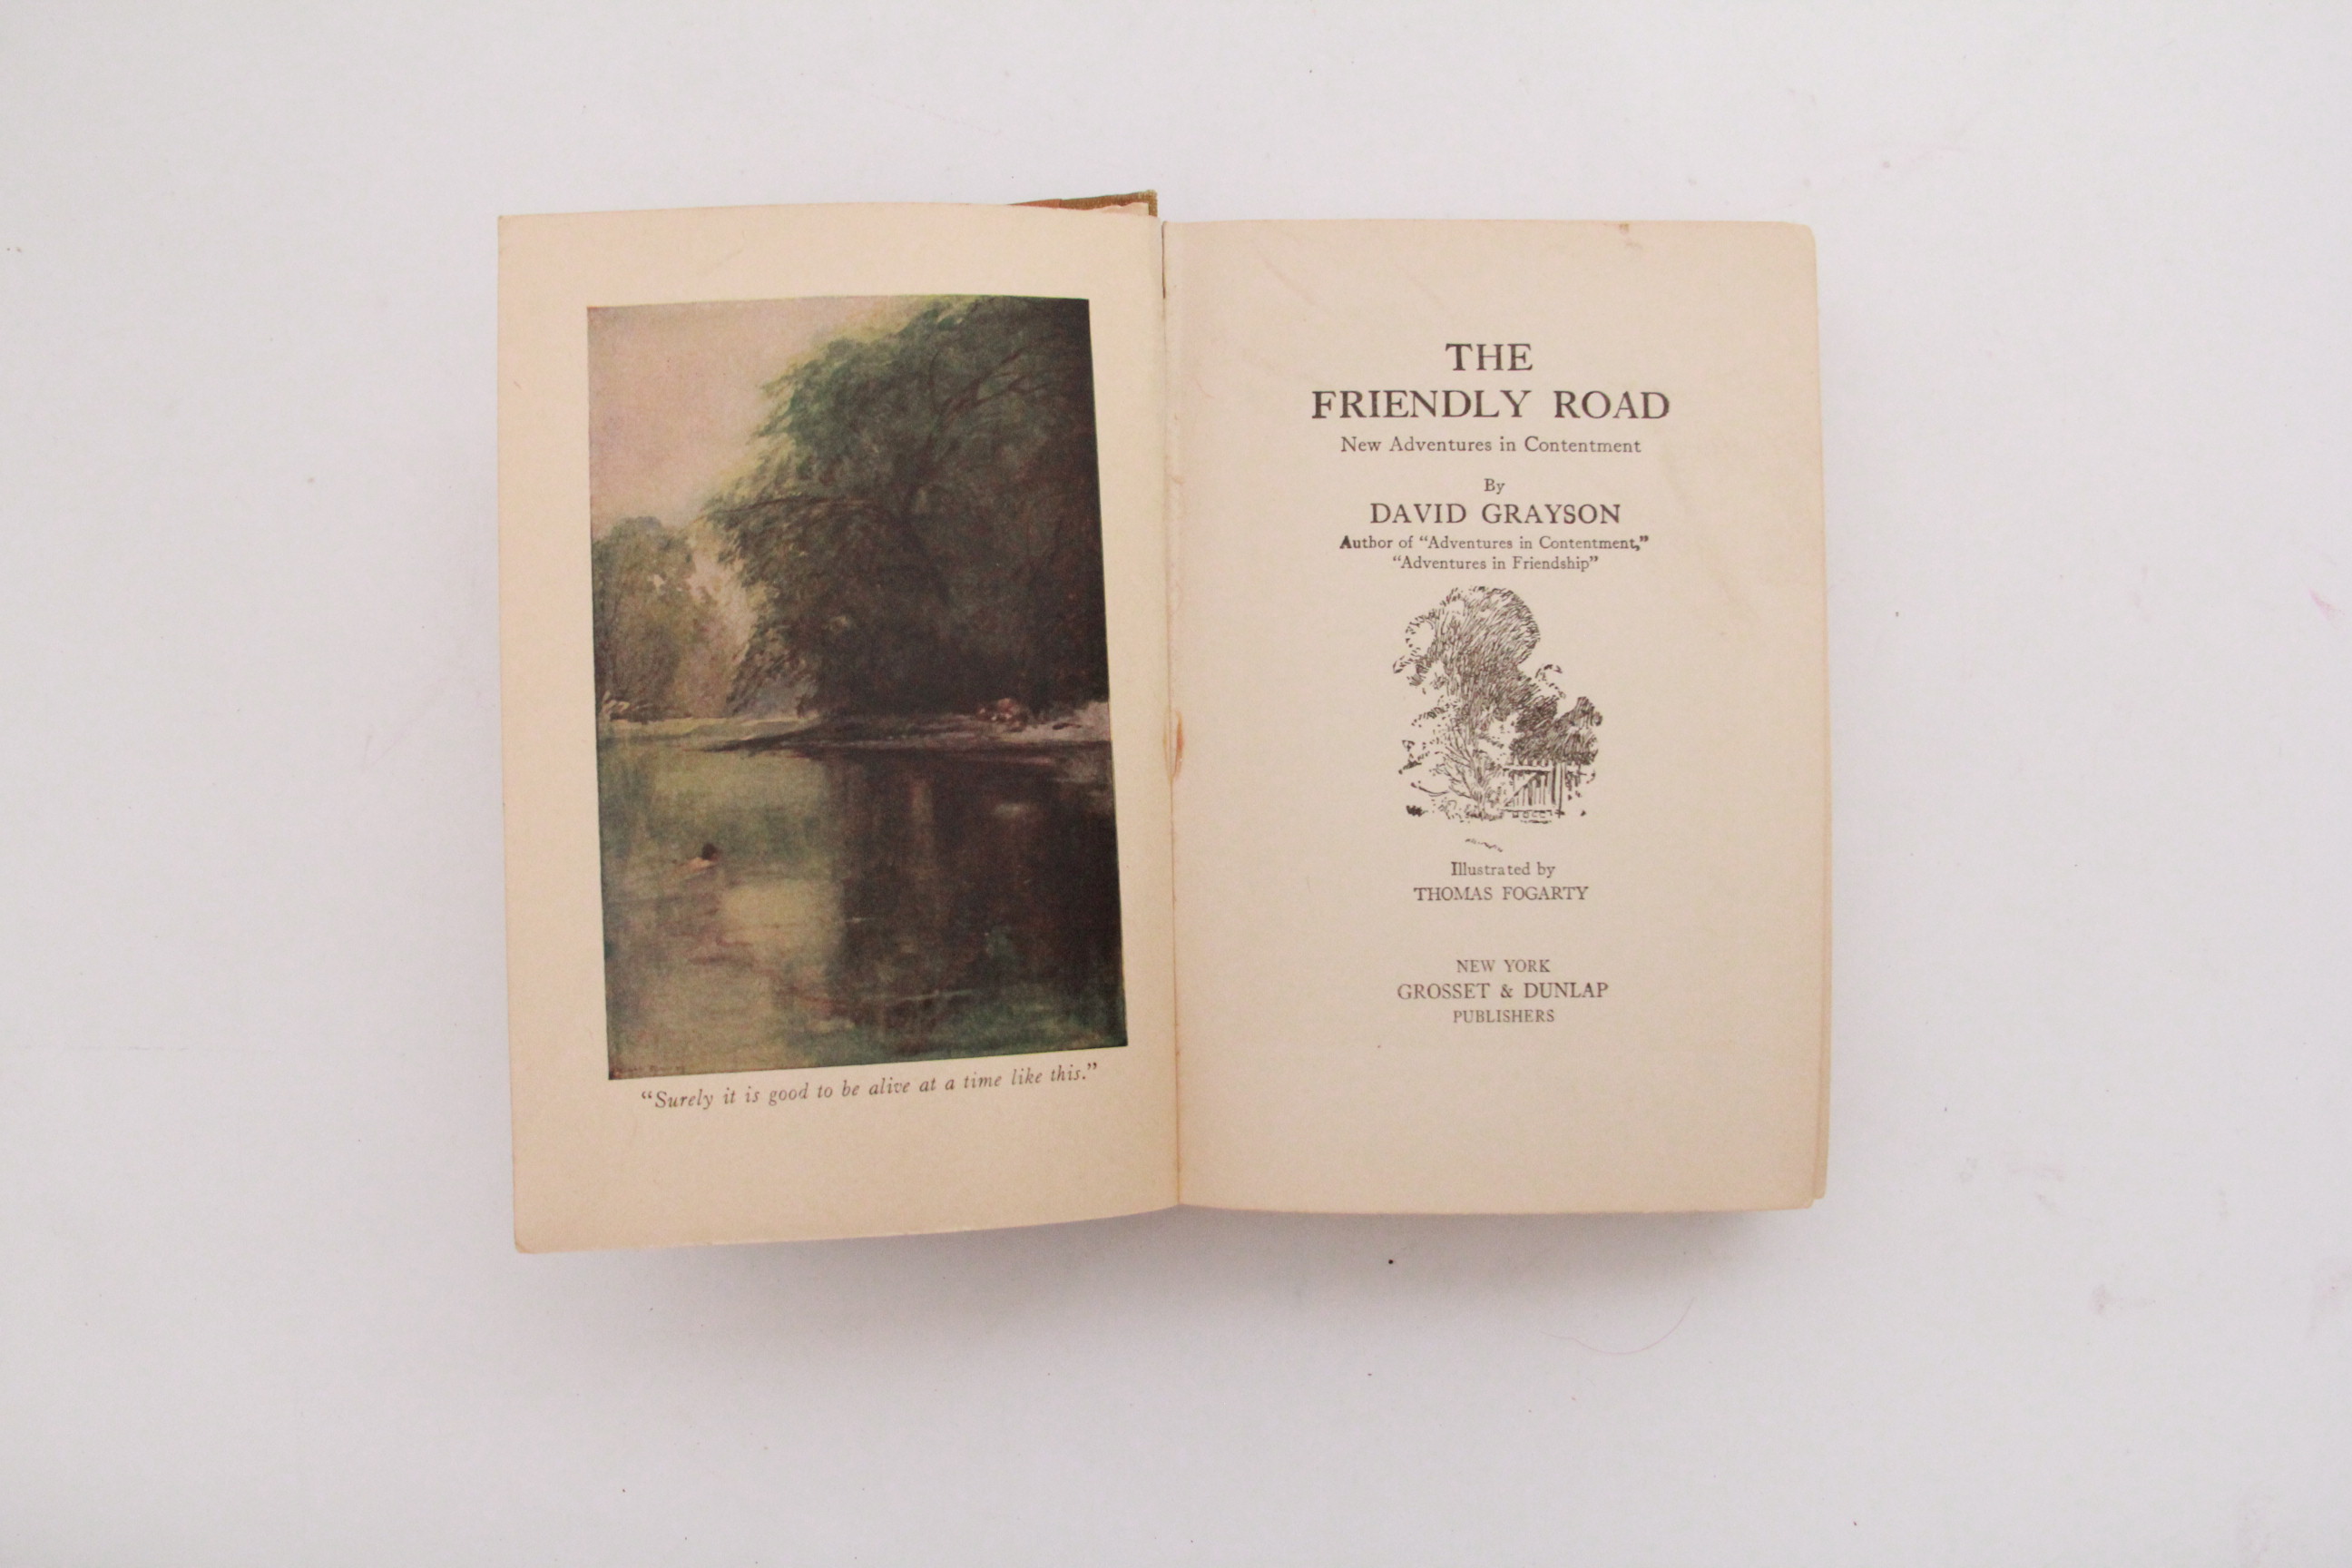 "Surely it is good to be alive at a time like this."
THE
FRIENDLY ROAD
New Adventures in Contentment
By
DAVID GRAYSON
Author of "Adventures in Contentment,"
"Adventures in Friendship"
Illustrated by
THOMAS FOGARTY
NEW YORK
GROSSET & DUNLAP
PUBLISHERS